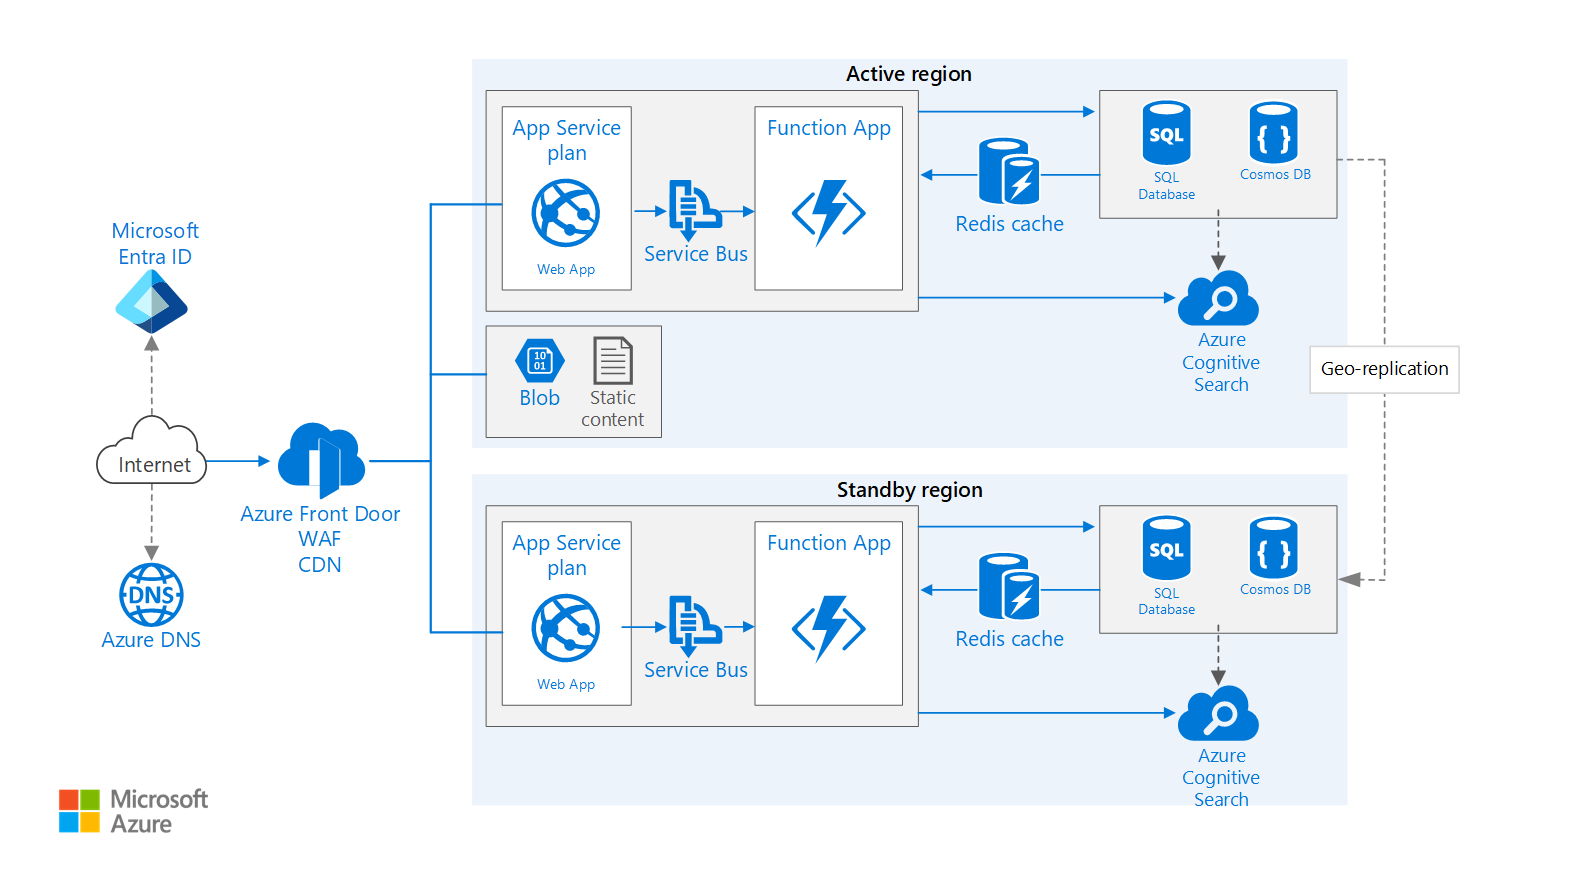 Active region
App Service
plan
Web App
Service Bus
Function App
Redis cache
SQL
SQL
Database
{ }
Cosmos DB
Azure
Cognitive
Search
10
01
Blob
Static
content
Geo-replication
Microsoft
Entra ID
Internet
DNS
Azure DNS
Azure Front Door
WAF
CDN
Standby region
App Service
plan
Web App
Service Bus
Function App
Redis cache
SQL
SQL
Database
{ }
Cosmos DB
Azure
Cognitive
Search
Microsoft
Azure